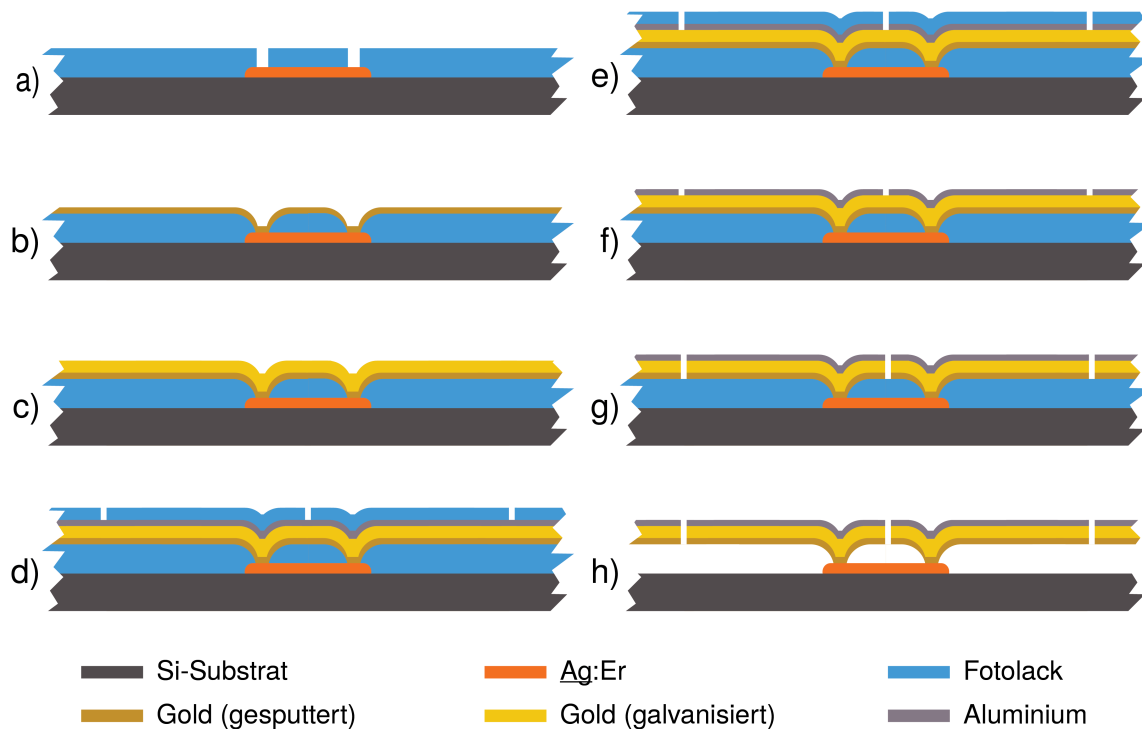 a)
e)
b)
f)
c)
g)
d)
h)
Si-Substrat
Ag:Er
Fotolack
Gold (gesputtert)
Gold (galvanisiert)
Aluminium